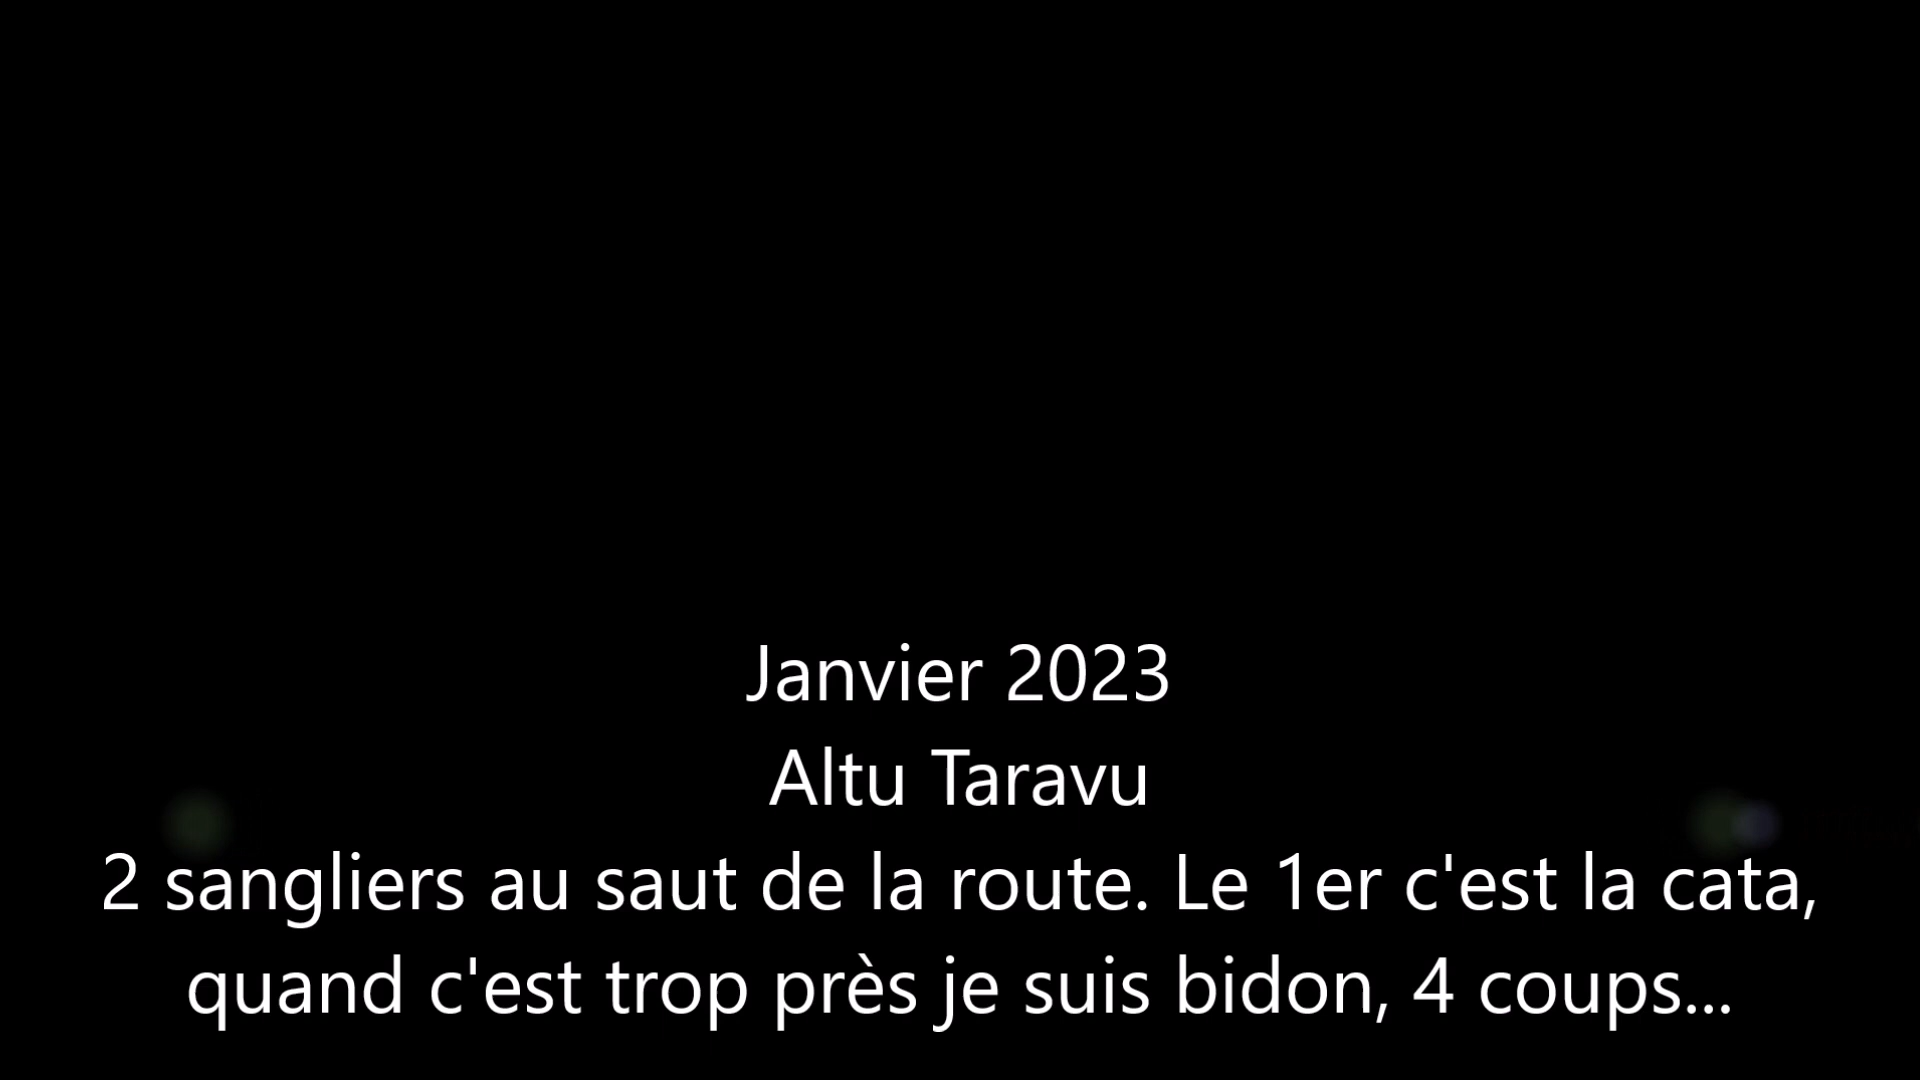 Janvier 2023
Altu Taravu
2 sangliers au saut de la route. Le 1er c'est la cata,
quand c'est trop près je suis bidon, 4 coups...